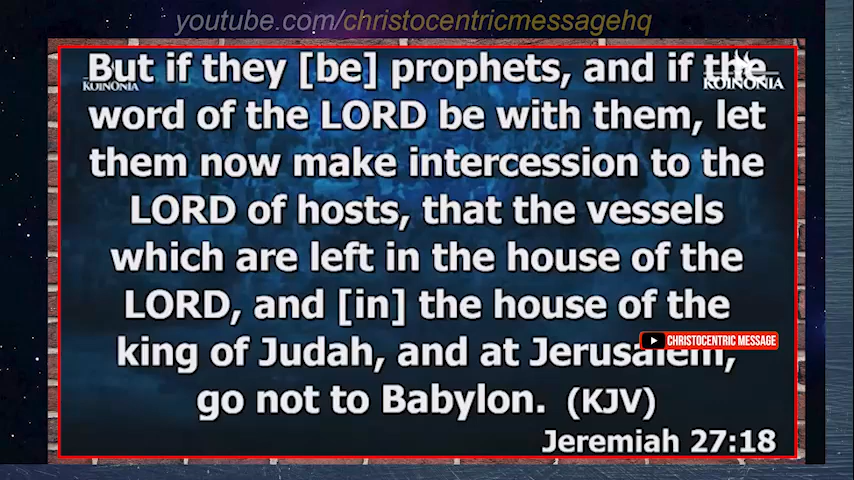 youtube.com/christocentricmessagehq
But if they [be] prophets, and if the
KOINONIA
KOINONIA
word of the LORD be with them, let
them now make intercession to the
LORD of hosts, that the vessels
which are left in the house of the
LORD, and [in] the house of the
CHRISTOCENTRIC MESSAGE
king of Judah, and at Jerusalem,
go not to Babylon. (KJV)
Jeremiah 27:18